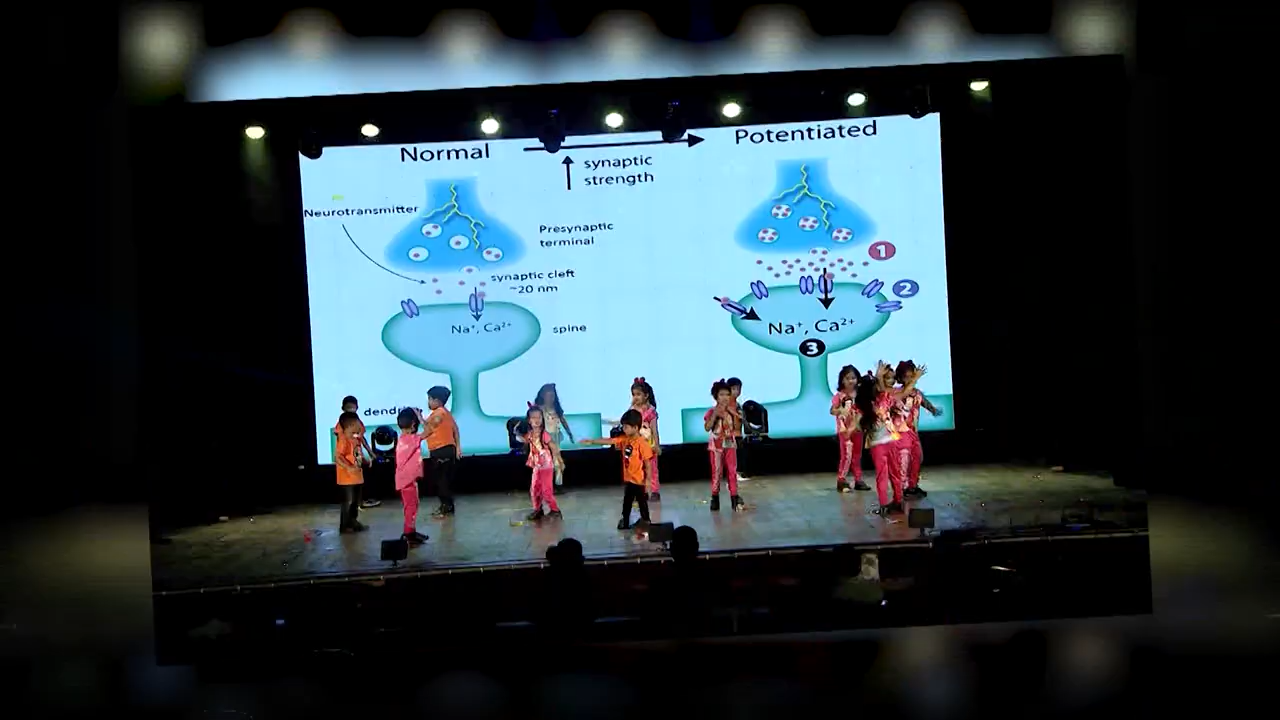 Normal
Potentiated
synaptic
strength
Neurotransmitter
Presynaptic
terminal
synaptic cleft
~20 nm
Na⁺, Ca²⁺
spine
1
2
Na⁺, Ca²⁺
3